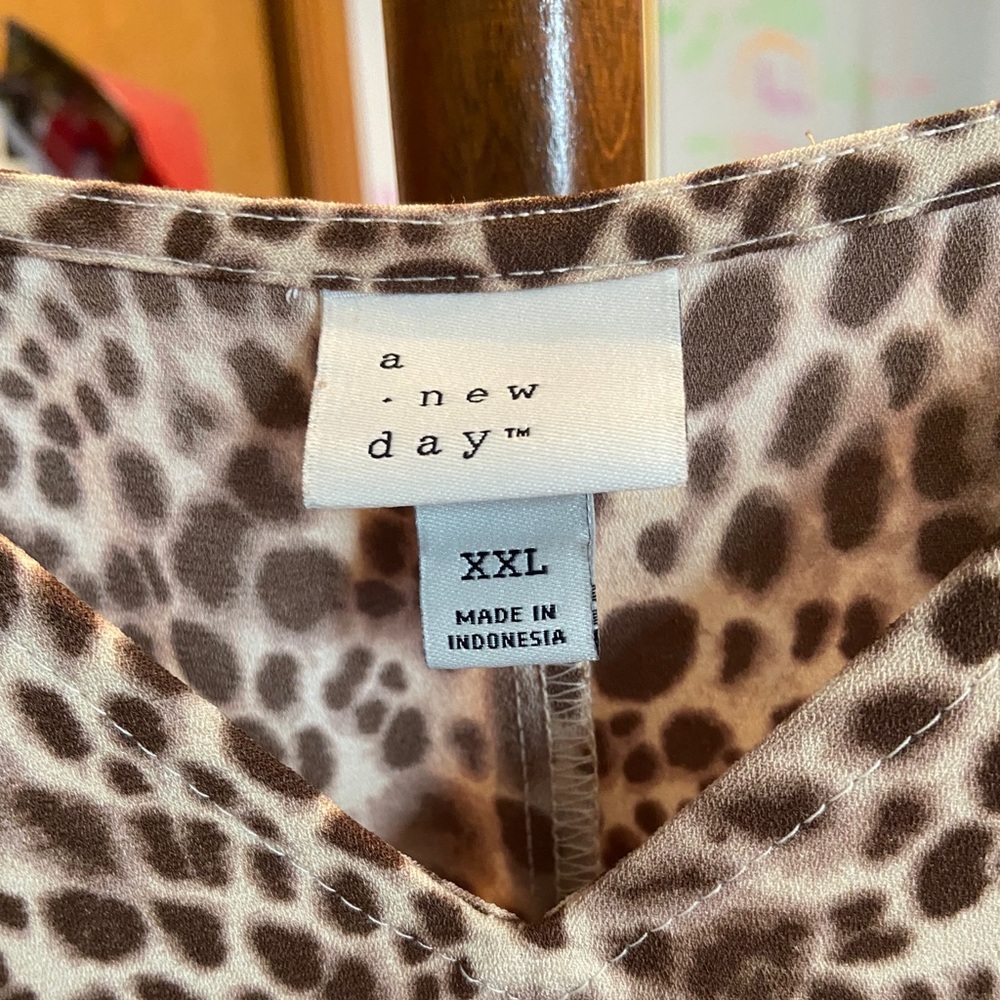 a
· new
day™
XXL
MADE IN
INDONESIA